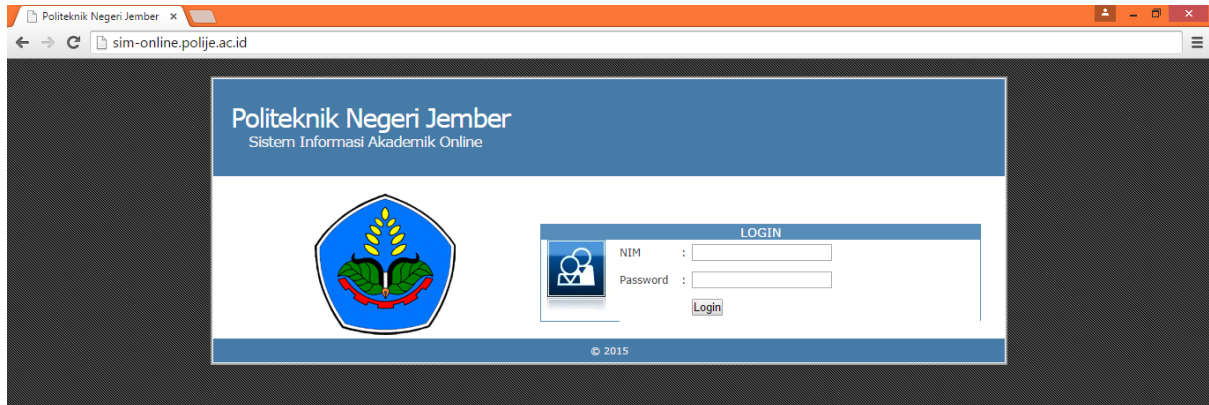 Politeknik Negeri Jember
sim-online.polije.ac.id
Politeknik Negeri Jember
Sistem Informasi Akademik Online
LOGIN
NIM :
Password :
Login
© 2015